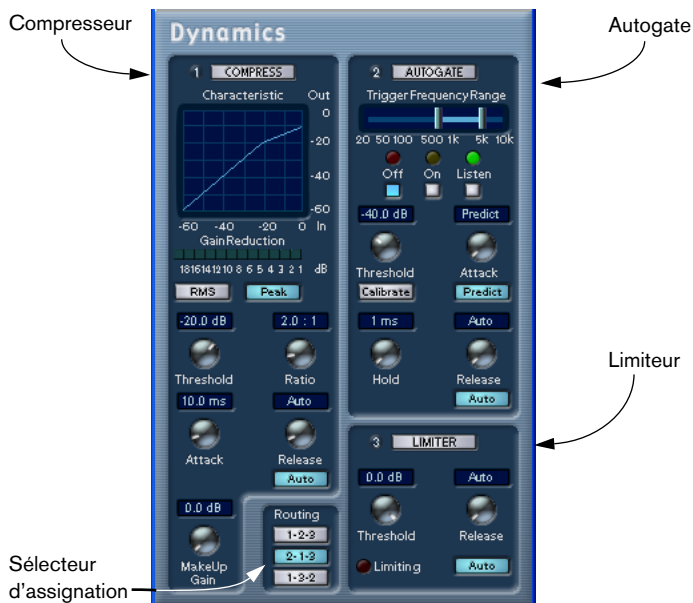 Compresseur
Autogate
Limiteur
Sélecteur
d'assignation
Dynamics
1 COMPRESS
Characteristic Out
0
-20
-40
-60
-60 -40 -20 0 In
GainReduction
18 16 14 12 10 8 6 5 4 3 2 1 dB
RMS Peak
-20.0 dB 2.0 : 1
Threshold Ratio
10.0 ms Auto
Attack Release
Auto
0.0 dB
MakeUp
Gain
Routing
1-2-3
2-1-3
1-3-2
2 AUTOGATE
TriggerFrequencyRange
20 50 100 500 1k 5k 10k
Off On Listen
-40.0 dB Predict
Threshold Attack
Calibrate Predict
1 ms Auto
Hold Release
Auto
3 LIMITER
0.0 dB Auto
Threshold Release
Limiting Auto